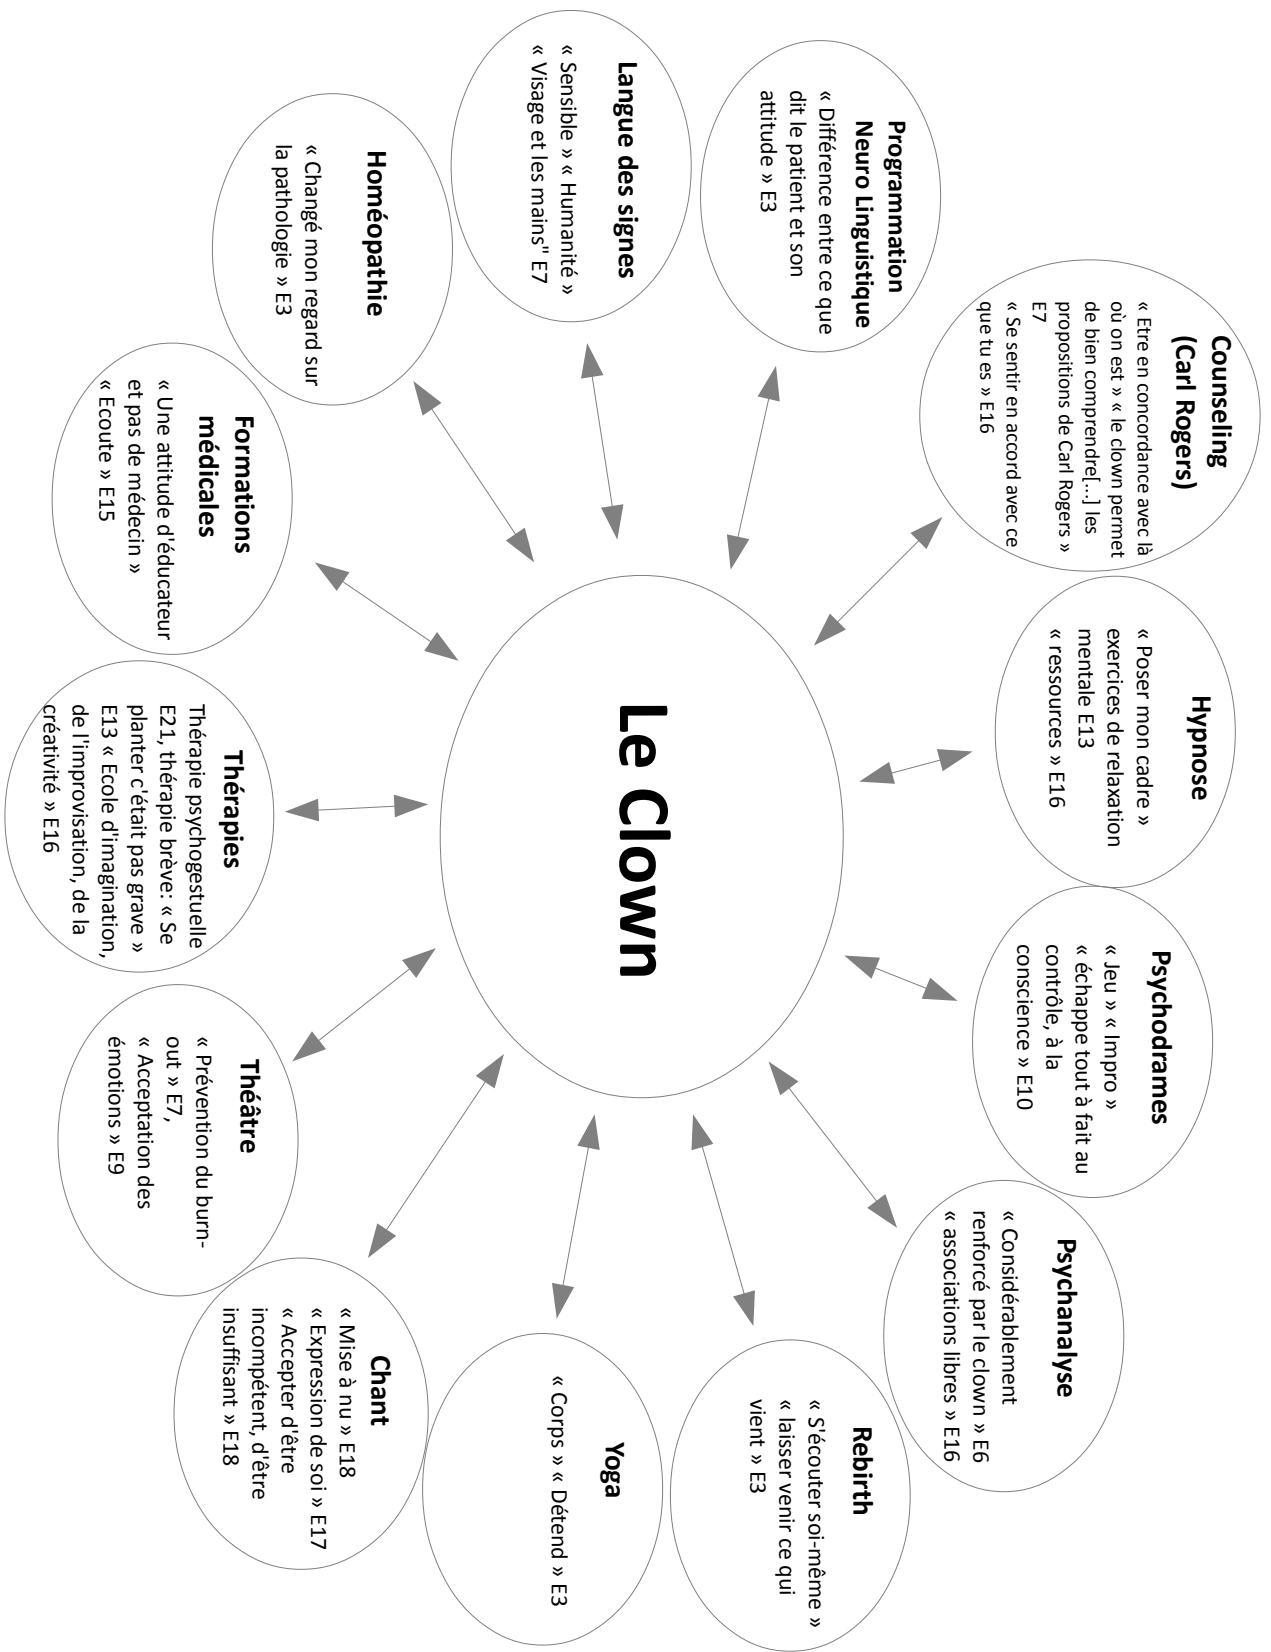 Counseling
(Carl Rogers)
« Etre en concordance avec là
où on est » « le clown permet
de bien comprendre[...] les
propositions de Carl Rogers »
E7
« Se sentir en accord avec ce
que tu es » E16
Hypnose
« Poser mon cadre »
exercices de relaxation
mentale E13
« ressources » E16
Psychodrames
« Jeu » « Impro »
« échappe tout à fait au
contrôle, à la
conscience » E10
Psychanalyse
« Considérablement
renforcé par le clown » E6
« associations libres » E16
Rebirth
« S'écouter soi-même »
« laisser venir ce qui
vient » E3
Yoga
« Corps » « Détend » E3
Chant
« Mise à nu » E18
« Expression de soi » E17
« Accepter d'être
incompétent, d'être
insuffisant » E18
Théâtre
« Prévention du burn-
out » E7,
« Acceptation des
émotions » E9
Thérapies
Thérapie psychogestuelle
E21, thérapie brève: « Se
planter c'était pas grave »
E13 « Ecole d'imagination,
de l'improvisation, de la
créativité » E16
Formations
médicales
« Une attitude d'éducateur
et pas de médecin »
« Ecoute » E15
Homéopathie
« Changé mon regard sur
la pathologie » E3
Langue des signes
« Sensible » « Humanité »
« Visage et les mains" E7
Programmation
Neuro Linguistique
« Différence entre ce que
dit le patient et son
attitude » E3
Le Clown